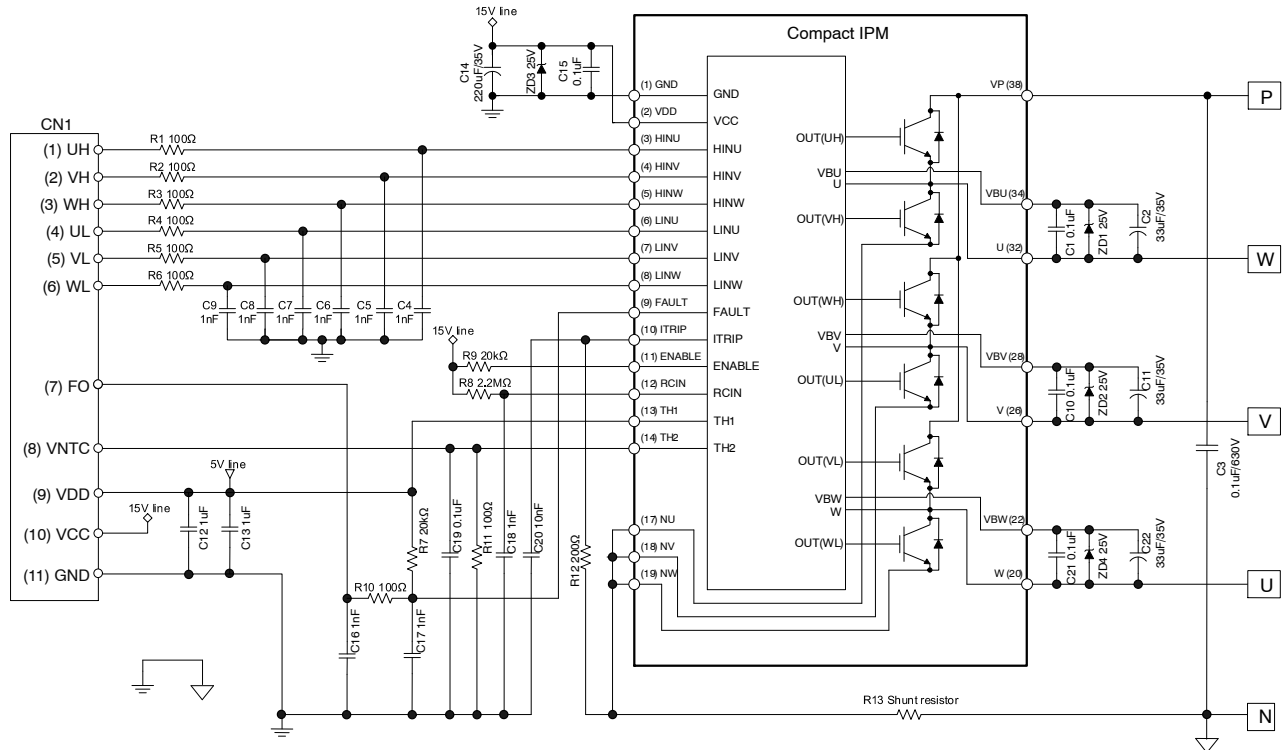 15V line
C14
220uF/35V
ZD3 25V
C15
0.1uF
Compact IPM
(1) GND
GND
(2) VDD
VCC
VP (38)
P
CN1
(1) UH
R1 100Ω
(3) HINU
HINU
OUT(UH)
(2) VH
R2 100Ω
(4) HINV
HINV
VBU
U
(3) WH
R3 100Ω
(5) HINW
HINW
VBU (34)
(4) UL
R4 100Ω
(6) LINU
LINU
OUT(VH)
C1 0.1uF
ZD1 25V
C2
33uF/35V
(5) VL
R5 100Ω
(7) LINV
LINV
U (32)
W
(6) WL
R6 100Ω
(8) LINW
LINW
C9
1nF
C8
1nF
C7
1nF
C6
1nF
C5
1nF
C4
1nF
OUT(WH)
(9) FAULT
FAULT
15V line
(10) ITRIP
ITRIP
VBV
V
R9 20kΩ
(11) ENABLE
ENABLE
VBV (28)
(7) FO
R8 2.2MΩ
(12) RCIN
RCIN
OUT(UL)
C10 0.1uF
ZD2 25V
C11
33uF/35V
(13) TH1
TH1
V (26)
V
(8) VNTC
(14) TH2
TH2
OUT(VL)
C3
0.1uF/630V
5V line
(9) VDD
15V line
VBW
W
(10) VCC
C12 1uF
C13 1uF
R7 20kΩ
C19 0.1uF
R11 100Ω
C18 1nF
C20 10nF
R12 200Ω
(17) NU
VBW (22)
(18) NV
OUT(WL)
C21 0.1uF
ZD4 25V
C22
33uF/35V
(11) GND
(19) NW
W (20)
U
R10 100Ω
C16 1nF
C17 1nF
R13 Shunt resistor
N